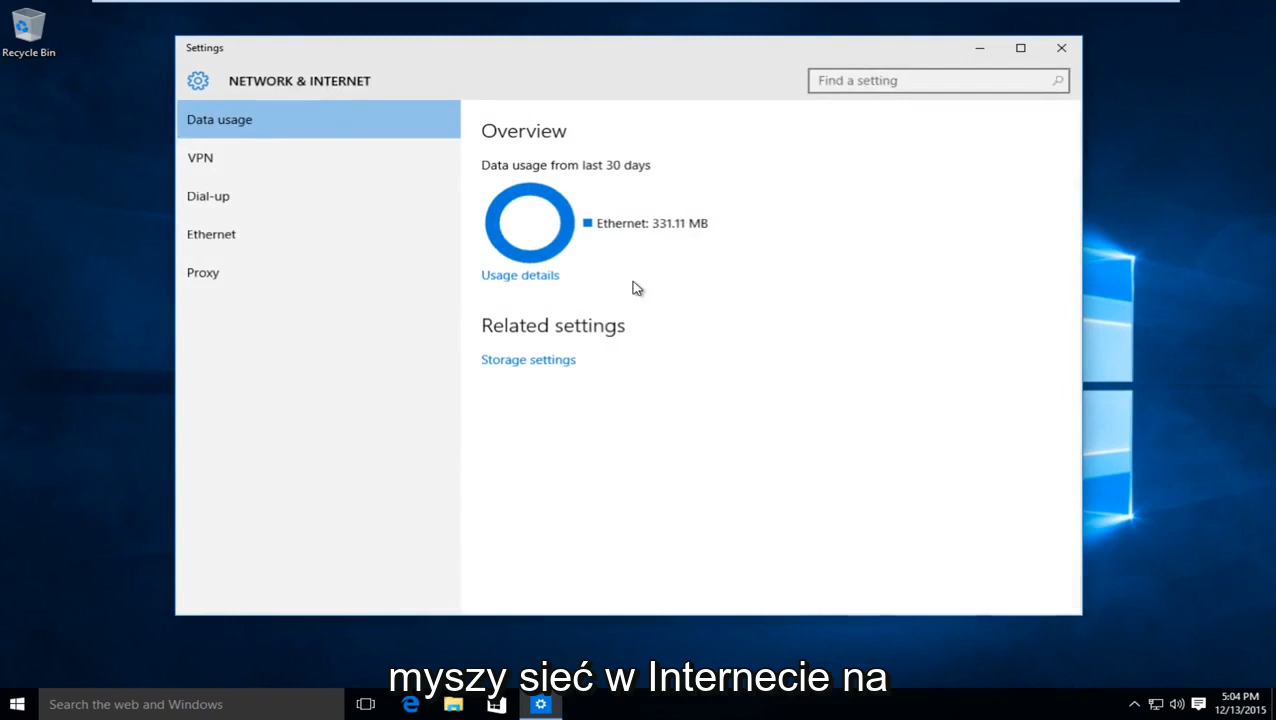 Recycle Bin
Settings
NETWORK & INTERNET
Find a setting
Data usage
VPN
Dial-up
Ethernet
Proxy
Overview
Data usage from last 30 days
Ethernet: 331.11 MB
Usage details
Related settings
Storage settings
myszy sieć w Internecie na
Search the web and Windows
5:04 PM
12/13/2015